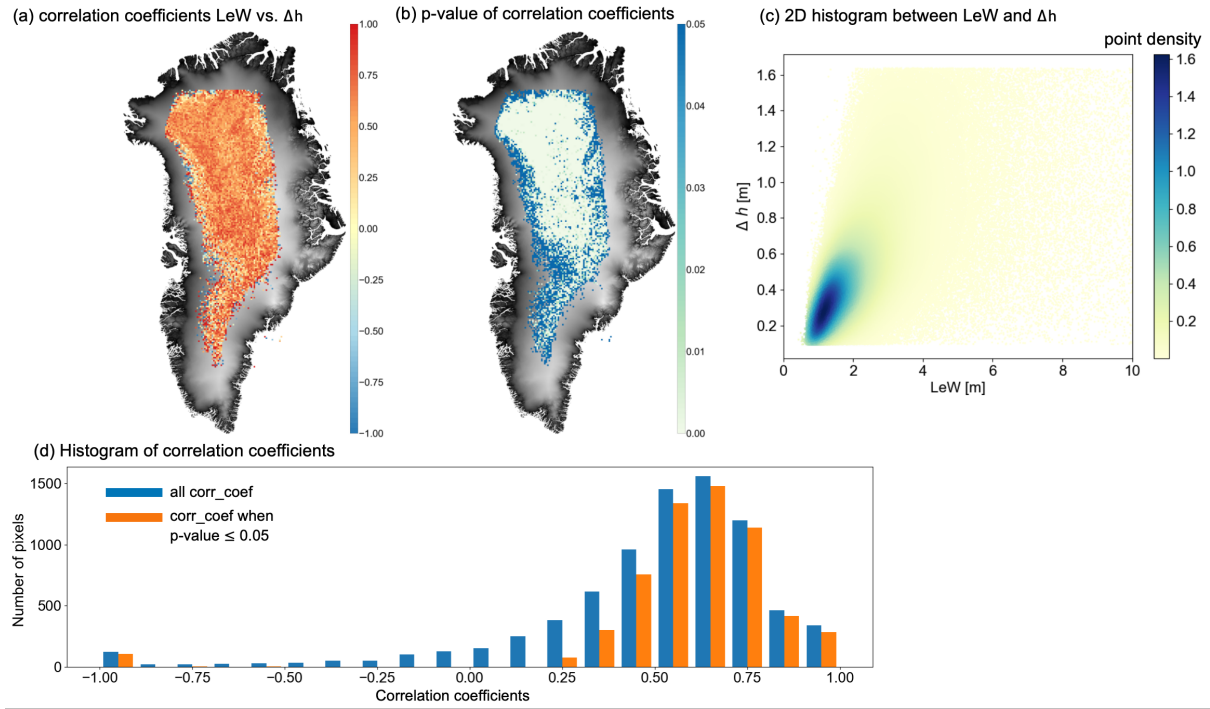 (a) correlation coefficients LeW vs. Δh
(b) p-value of correlation coefficients
(c) 2D histogram between LeW and Δh
1.00
0.75
0.50
0.25
0.00
−0.25
−0.50
−0.75
−1.00
0.05
0.04
0.03
0.02
0.01
0.00
Δ h [m]
1.6
1.4
1.2
1.0
0.8
0.6
0.4
0.2
0 2 4 6 8 10
LeW [m]
point density
1.6
1.4
1.2
1.0
0.8
0.6
0.4
0.2
(d) Histogram of correlation coefficients
all corr_coef
corr_coef when
p-value ≤ 0.05
Number of pixels
1500
1000
500
0
−1.00 −0.75 −0.50 −0.25 0.00 0.25 0.50 0.75 1.00
Correlation coefficients